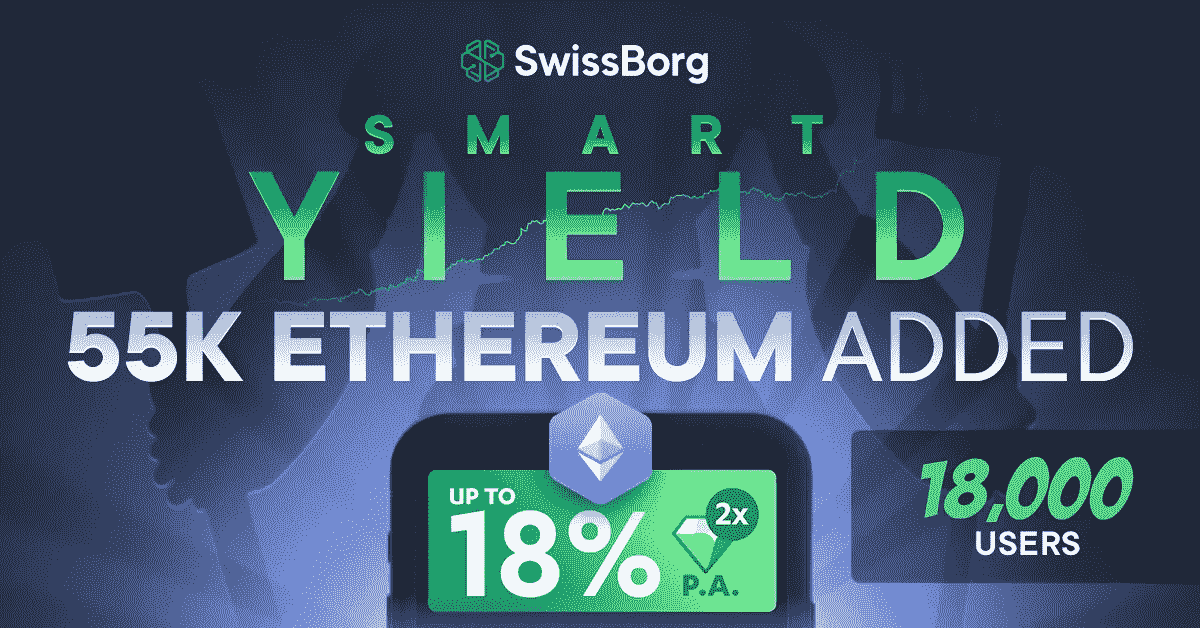 SwissBorg
SMART
YIELD
55K ETHEREUM ADDED
UP TO
18%
2x
P.A.
18,000
USERS